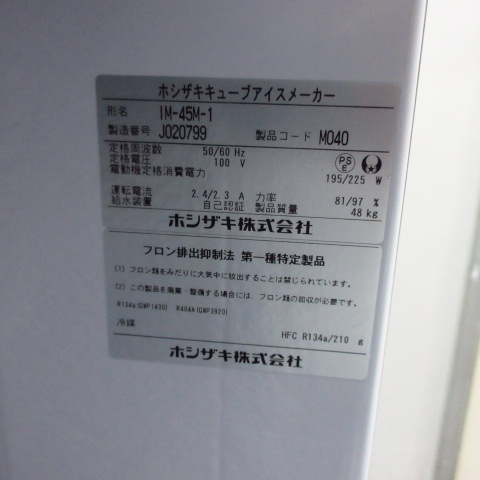 ホシザキキューブアイスメーカー
形名 IM-45M-1
製造番号 J020799 製品コード M040
定格周波数 50/60 Hz
定格電圧 100 V
電動機定格消費電力 195/225 W
PSE
運転電流 2.4/2.3 A 力率 81/97 %
給水装置 自己認証 製品質量 48 kg
ホシザキ株式会社
フロン排出抑制法 第一種特定製品
(1) フロン類をみだりに大気中に放出することは禁じられています。
(2) この製品を廃棄・整備する場合には、フロン類の回収が必要です。
R134a(GWP1430) R404A(GWP3920)
冷媒 HFC R134a/210 g
ホシザキ株式会社